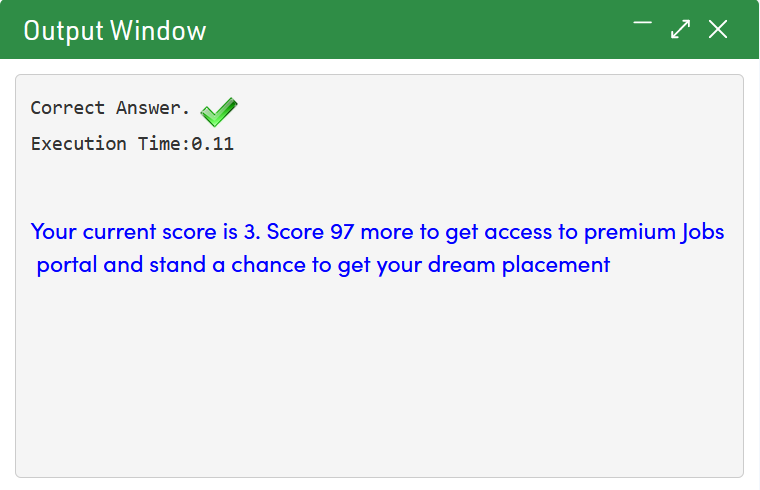 Output Window
Correct Answer.
Execution Time:0.11
Your current score is 3. Score 97 more to get access to premium Jobs
portal and stand a chance to get your dream placement